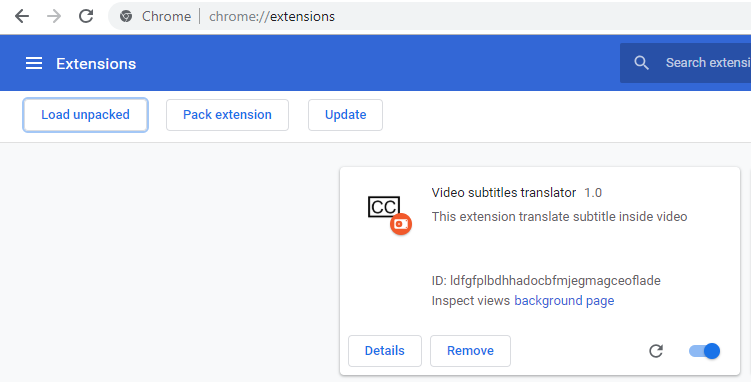 Chrome chrome://extensions
Extensions
Search extensi
Load unpacked Pack extension Update
CC
Video subtitles translator 1.0
This extension translate subtitle inside video
ID: ldfgfplbdhhadocbfmjegmagceoflade
Inspect views background page
Details Remove